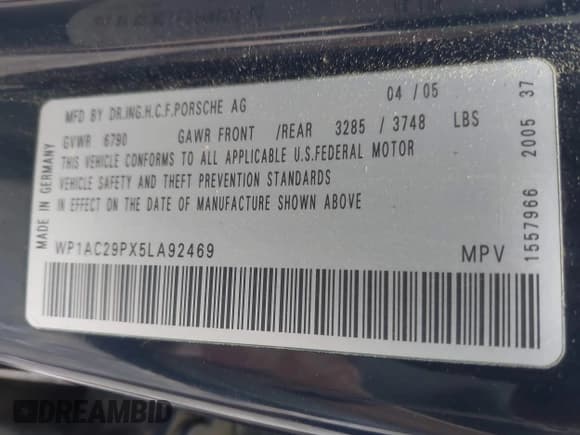 MFD BY DR.ING.H.C.F.PORSCHE AG 04 / 05
GVWR 6790 GAWR FRONT /REAR 3285 / 3748 LBS
THIS VEHICLE CONFORMS TO ALL APPLICABLE U.S.FEDERAL MOTOR
VEHICLE SAFETY AND THEFT PREVENTION STANDARDS
IN EFFECT ON THE DATE OF MANUFACTURE SHOWN ABOVE
WP1AC29PX5LA92469 MPV
MADE IN GERMANY
1557966 2005 37
DREAMBID